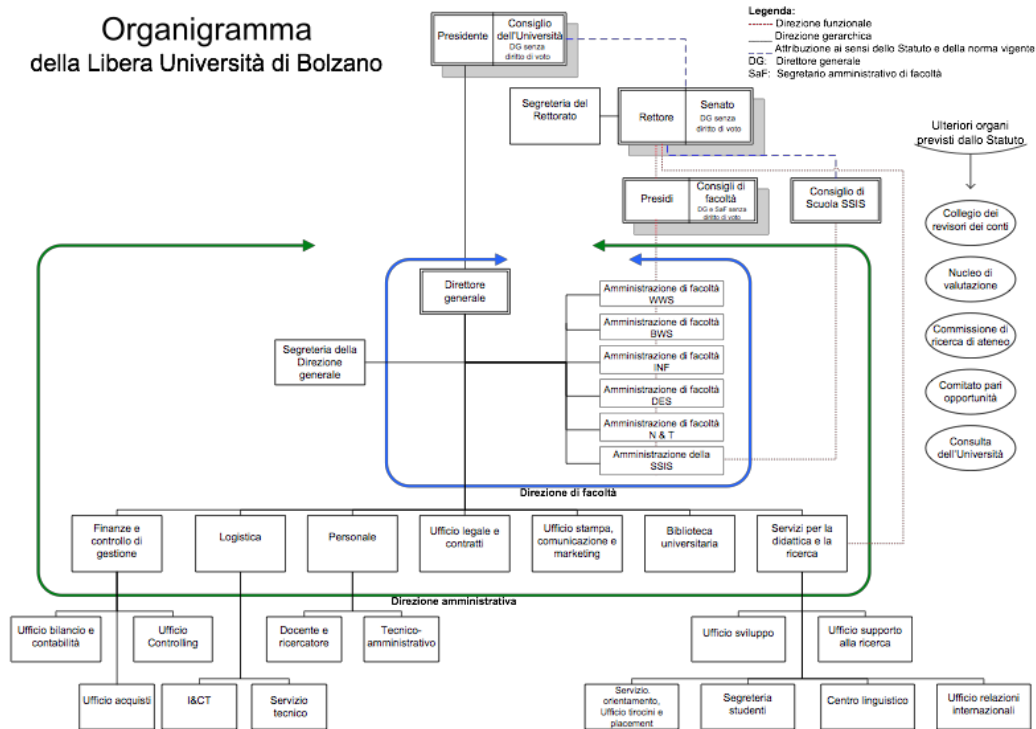 Organigramma
della Libera Università di Bolzano
Presidente
Consiglio
dell'Università
DG senza
diritto di voto
Legenda:
Direzione funzionale
Direzione gerarchica
Attribuzione ai sensi dello Statuto e della norma vigente
DG: Direttore generale
SaF: Segretario amministrativo di facoltà
Segreteria del
Rettorato
Rettore
Senato
DG senza
diritto di voto
Ulteriori organi
previsti dallo Statuto
Presidi
Consigli di
facoltà
DG e SaF senza
diritto di voto
Consiglio di
Scuola SSIS
Collegio dei
revisori dei conti
Nucleo di
valutazione
Commissione di
ricerca di ateneo
Comitato pari
opportunità
Consulta
dell'Università
Direttore
generale
Segreteria della
Direzione
generale
Amministrazione di facoltà
WWS
Amministrazione di facoltà
BWS
Amministrazione di facoltà
INF
Amministrazione di facoltà
DES
Amministrazione di facoltà
N & T
Amministrazione della
SSIS
Direzione di facoltà
Finanze e
controllo di
gestione
Logistica
Personale
Ufficio legale e
contratti
Ufficio stampa,
comunicazione e
marketing
Biblioteca
universitaria
Servizi per la
didattica e la
ricerca
Direzione amministrativa
Ufficio bilancio e
contabilità
Ufficio
Controlling
Docente e
ricercatore
Tecnico-
amministrativo
Ufficio sviluppo
Ufficio supporto
alla ricerca
Ufficio acquisti
I&CT
Servizio
tecnico
Servizio.
orientamento,
Ufficio tirocini e
placement
Segreteria
studenti
Centro linguistico
Ufficio relazioni
internazionali